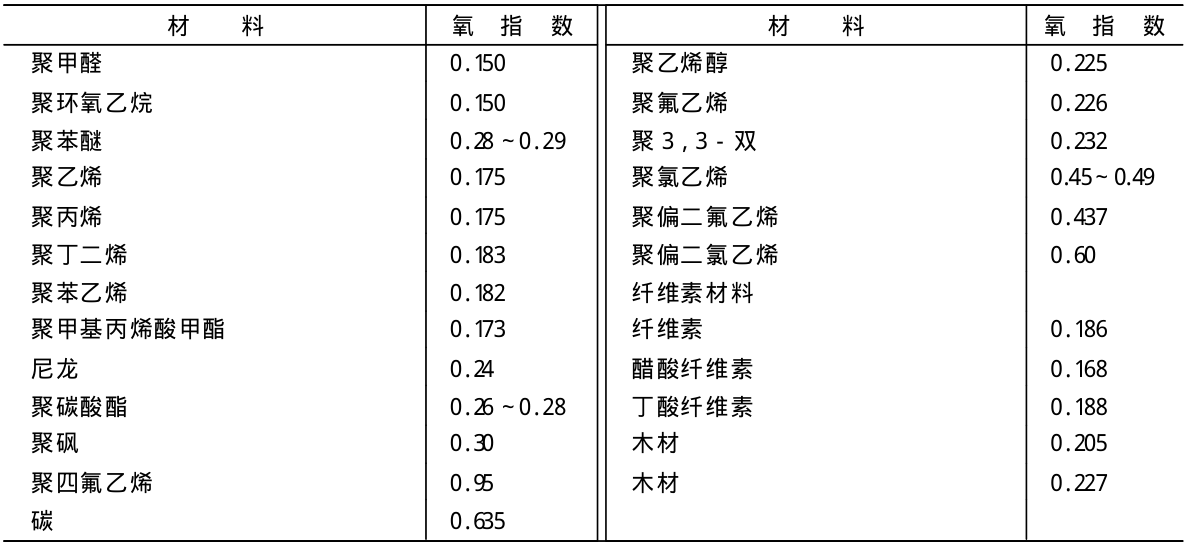 材 料 氧 指 数 材 料 氧 指 数
聚甲醛 0.150 聚乙烯醇 0.225
聚环氧乙烷 0.150 聚氟乙烯 0.226
聚苯醚 0.28～0.29 聚3,3-双 0.232
聚乙烯 0.175 聚氯乙烯 0.45～0.49
聚丙烯 0.175 聚偏二氟乙烯 0.437
聚丁二烯 0.183 聚偏二氯乙烯 0.60
聚苯乙烯 0.182 纤维素材料
聚甲基丙烯酸甲酯 0.173 纤维素 0.186
尼龙 0.24 醋酸纤维素 0.168
聚碳酸酯 0.26～0.28 丁酸纤维素 0.188
聚砜 0.30 木材 0.205
聚四氟乙烯 0.95 木材 0.227
碳 0.635